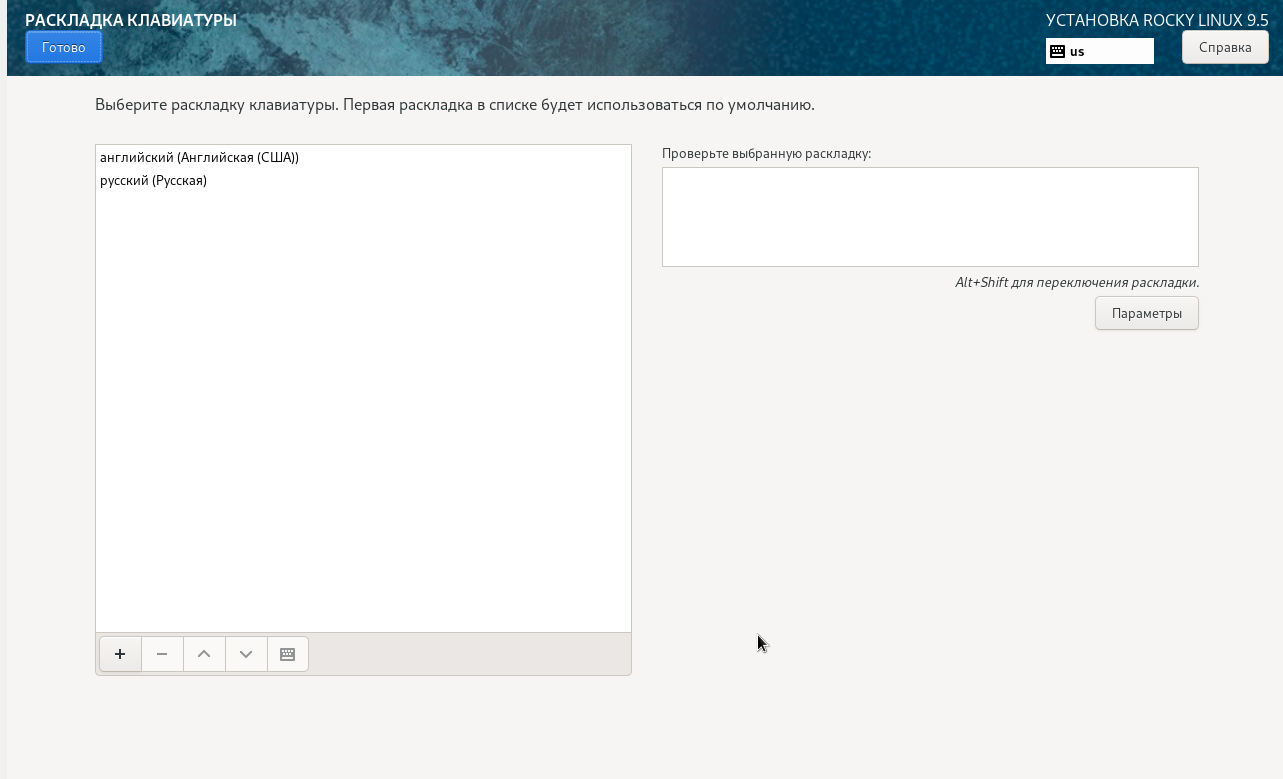 РАСКЛАДКА КЛАВИАТУРЫ
УСТАНОВКА ROCKY LINUX 9.5
Готово
us
Справка
Выберите раскладку клавиатуры. Первая раскладка в списке будет использоваться по умолчанию.
английский (Английская (США))
русский (Русская)
Проверьте выбранную раскладку:
Alt+Shift для переключения раскладки.
Параметры